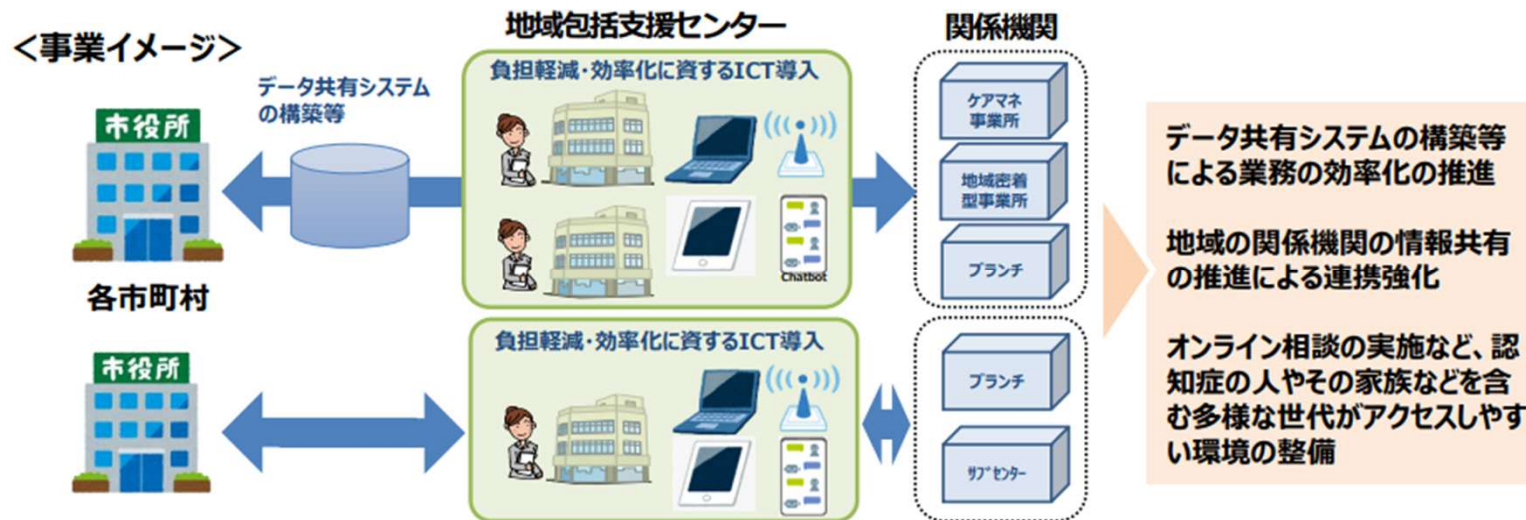 ＜事業イメージ＞
地域包括支援センター
関係機関
データ共有システム
の構築等
負担軽減・効率化に資するICT導入
市役所
Chatbot
ケアマネ
事業所
地域密着
型事業所
ブランチ
各市町村
市役所
負担軽減・効率化に資するICT導入
ブランチ
ｻﾌﾞｾﾝﾀｰ
データ共有システムの構築等
による業務の効率化の推進
地域の関係機関の情報共有
の推進による連携強化
オンライン相談の実施など、認
知症の人やその家族などを含
む多様な世代がアクセスしやす
い環境の整備